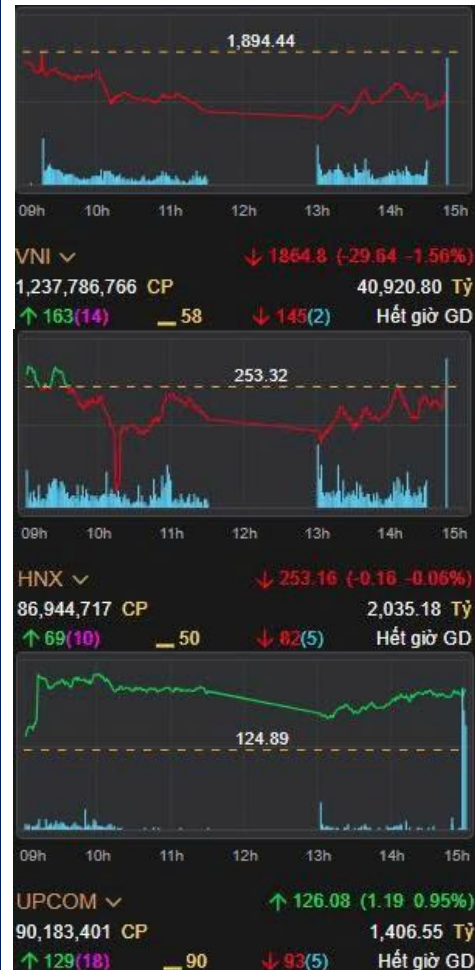 1,894.44
09h 10h 11h 12h 13h 14h 15h
VNI ↓ 1864.8 (-29.64 -1.56%)
1,237,786,766 CP 40,920.80 Tỷ
↑ 163(14) 58 ↓ 145(2) Hết giờ GD
253.32
09h 10h 11h 12h 13h 14h 15h
HNX ↓ 253.16 (-0.16 -0.06%)
86,944,717 CP 2,035.18 Tỷ
↑ 69(10) 50 ↓ 82(5) Hết giờ GD
124.89
09h 10h 11h 12h 13h 14h 15h
UPCOM ↑ 126.08 (1.19 0.95%)
90,183,401 CP 1,406.55 Tỷ
↑ 129(18) 90 ↓ 93(5) Hết giờ GD